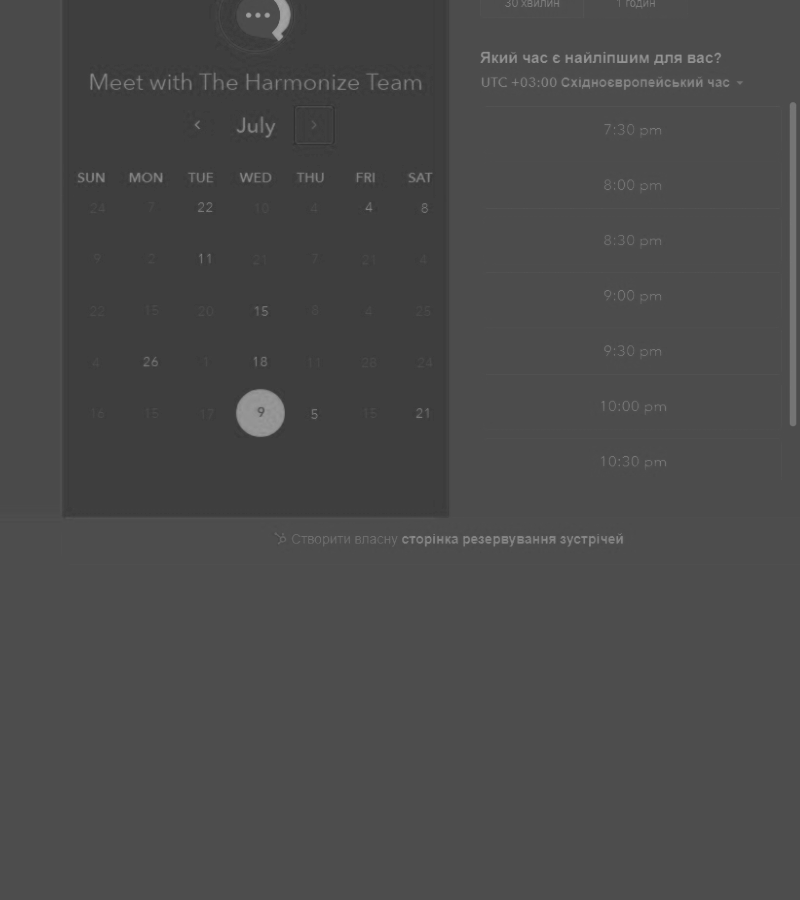 30 хвилин
1 годин
Meet with The Harmonize Team
July
SUN MON TUE WED THU FRI SAT
24 7 22 10 4 4 8
9 2 11 21 7 21 4
22 15 20 15 8 4 25
4 26 1 18 11 28 24
16 15 17 9 5 15 21
Який час є найліпшим для вас?
UTC +03:00 Східноєвропейський час
7:30 pm
8:00 pm
8:30 pm
9:00 pm
9:30 pm
10:00 pm
10:30 pm
Створити власну сторінка резервування зустрічей